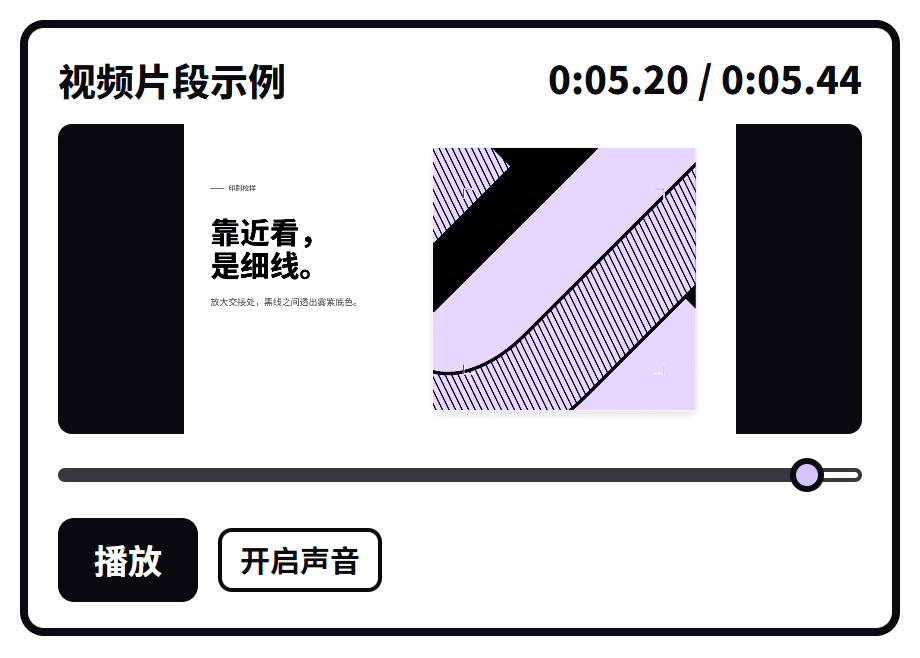 视频片段示例
0:05.20 / 0:05.44
印刷校样
靠近看，
是细线。
放大交接处，黑线之间透出雾紫底色。
播放
开启声音